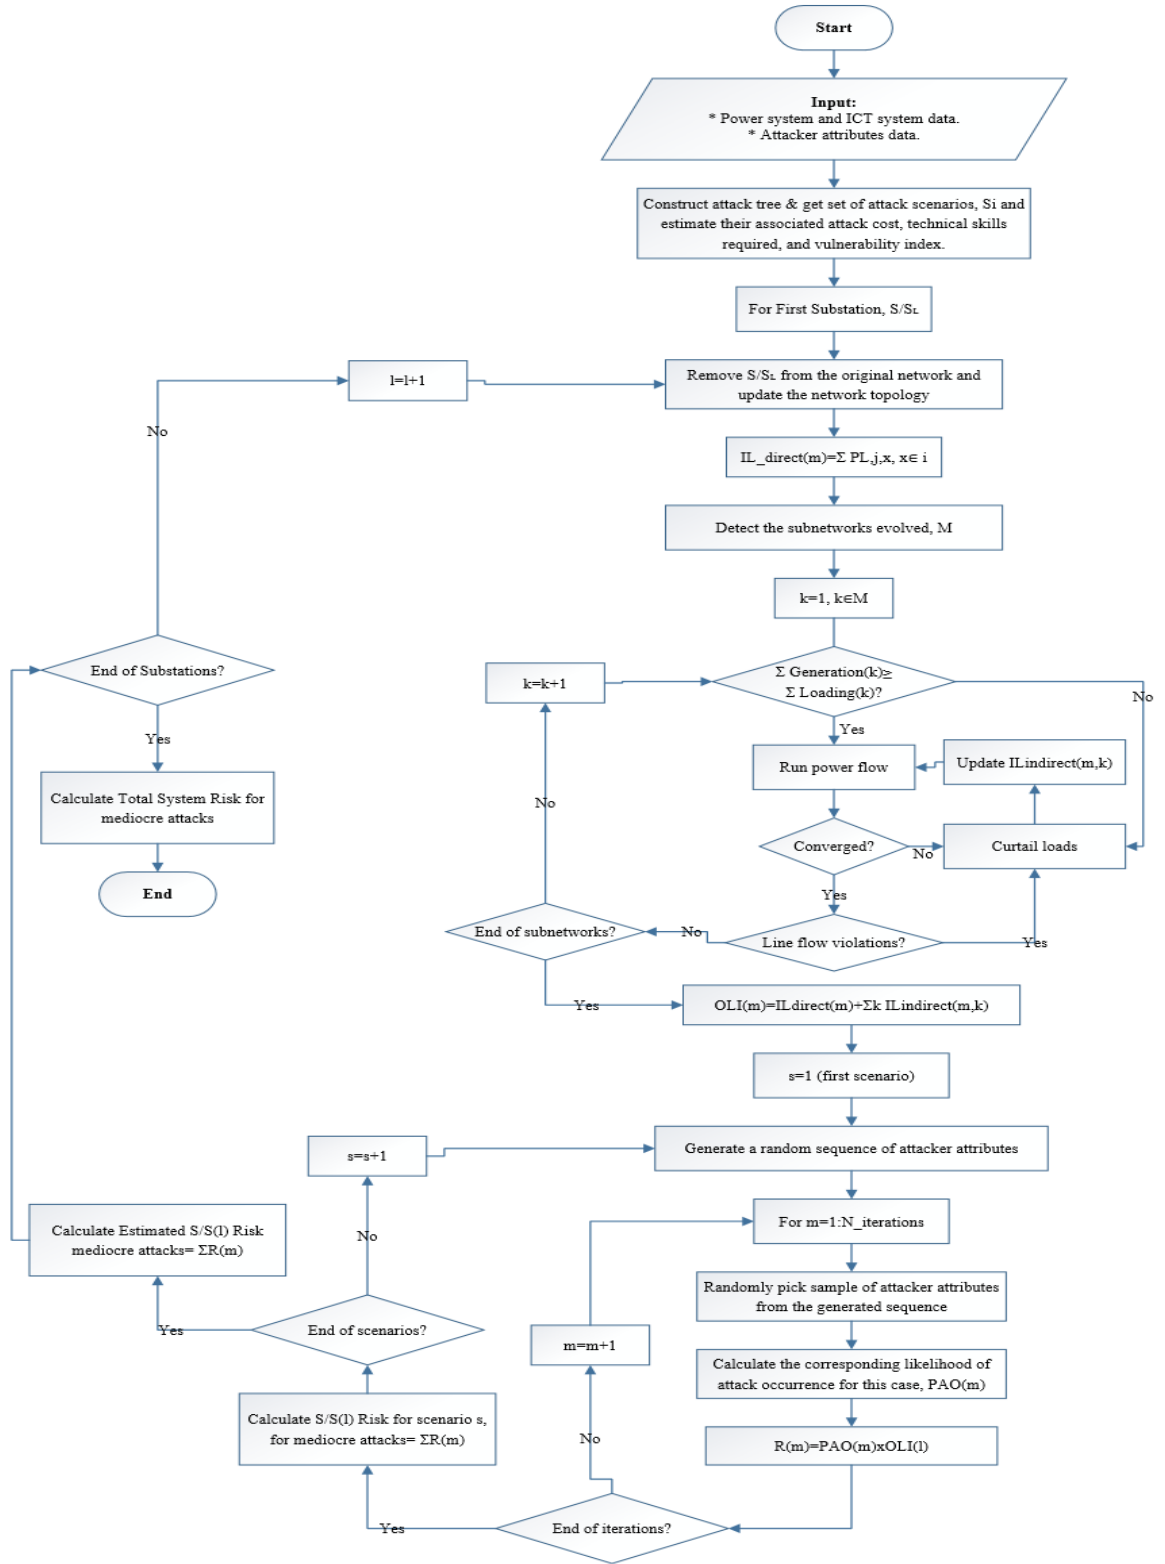 Start
Input:
* Power system and ICT system data.
* Attacker attributes data.
Construct attack tree & get set of attack scenarios, Si and
estimate their associated attack cost, technical skills
required, and vulnerability index.
For First Substation, S/SL
l=l+1
Remove S/SL from the original network and
update the network topology
No
IL_direct(m)=Σ PL,j,x, x∈ i
Detect the subnetworks evolved, M
k=1, k∈M
End of Substations?
k=k+1
Σ Generation(k)≥
Σ Loading(k)?
No
Yes
Yes
Run power flow
Update ILindirect(m,k)
Calculate Total System Risk for
mediocre attacks
No
Converged?
No
Curtail loads
End
Yes
End of subnetworks?
No
Line flow violations?
Yes
Yes
OLI(m)=ILdirect(m)+Σk ILindirect(m,k)
s=1 (first scenario)
s=s+1
Generate a random sequence of attacker attributes
Calculate Estimated S/S(l) Risk
mediocre attacks= ΣR(m)
No
For m=1:N_iterations
Randomly pick sample of attacker attributes
from the generated sequence
Yes
End of scenarios?
m=m+1
Calculate the corresponding likelihood of
attack occurrence for this case, PAO(m)
Calculate S/S(l) Risk for scenario s,
for mediocre attacks= ΣR(m)
No
R(m)=PAO(m)xOLI(l)
Yes
End of iterations?